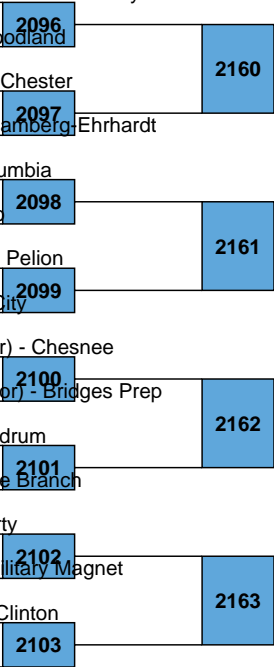 2096
oodland
2160
Chester
2097
amberg-Ehrhardt
umbia
2098
2161
Pelion
2099
City
r) - Chesnee
2100
or) - Bridges Prep
2162
drum
2101
e Branch
rty
2102
ilitary Magnet
2163
Clinton
2103